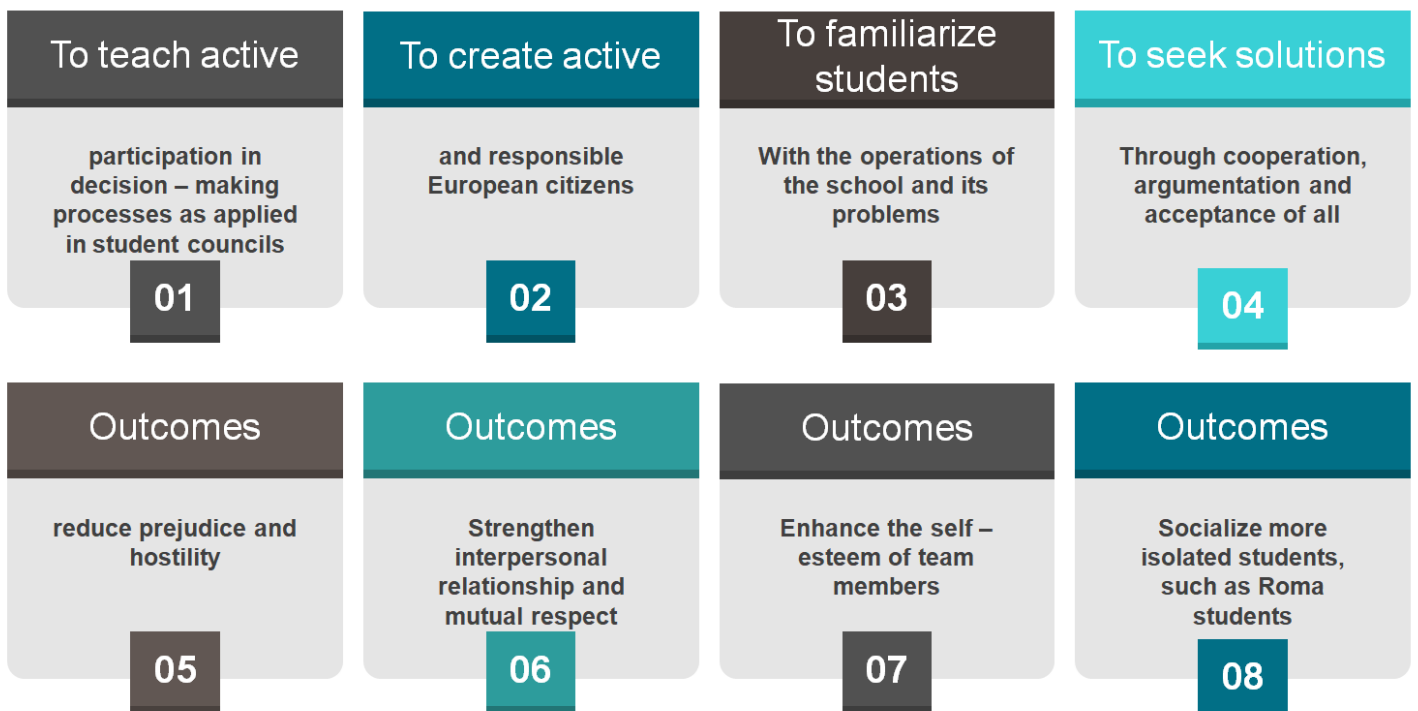 To teach active
participation in
decision – making
processes as applied
in student councils
01
To create active
and responsible
European citizens
02
To familiarize
students
With the operations of
the school and its
problems
03
To seek solutions
Through cooperation,
argumentation and
acceptance of all
04
Outcomes
reduce prejudice and
hostility
05
Outcomes
Strengthen
interpersonal
relationship and
mutual respect
06
Outcomes
Enhance the self –
esteem of team
members
07
Outcomes
Socialize more
isolated students,
such as Roma
students
08